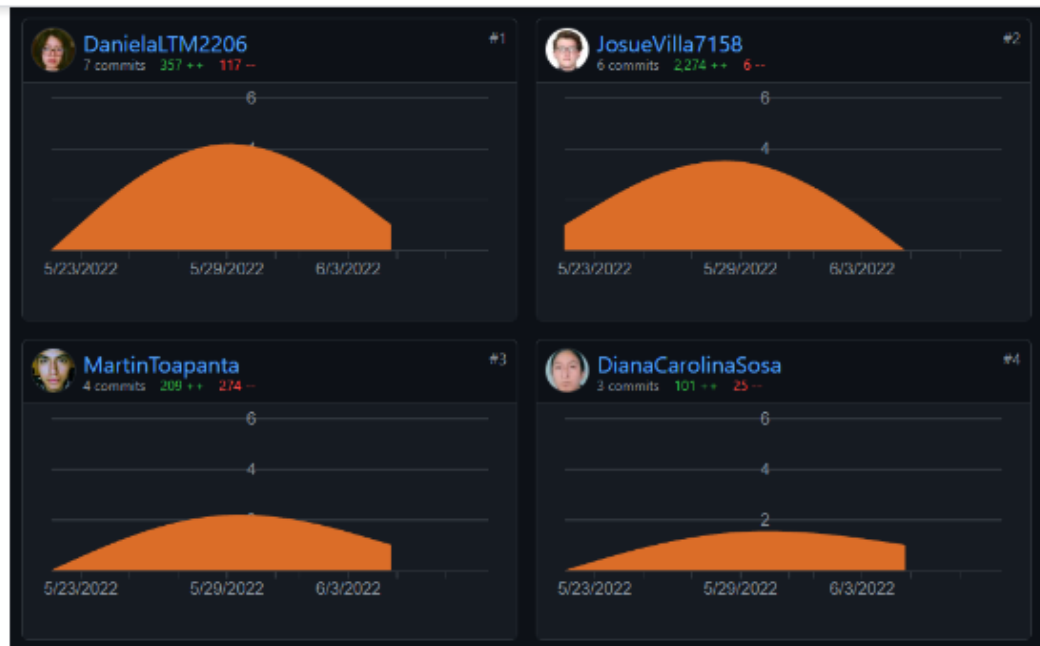 DanielaLTM2206 #1
7 commits 357 ++ 117 --
6
4
5/23/2022 5/29/2022 6/3/2022
JosueVilla7158 #2
6 commits 2,274 ++ 6 --
6
4
5/23/2022 5/29/2022 6/3/2022
MartinToapanta #3
4 commits 209 ++ 274 --
6
4
5/23/2022 5/29/2022 6/3/2022
DianaCarolinaSosa #4
3 commits 101 ++ 25 --
6
4
2
5/23/2022 5/29/2022 6/3/2022